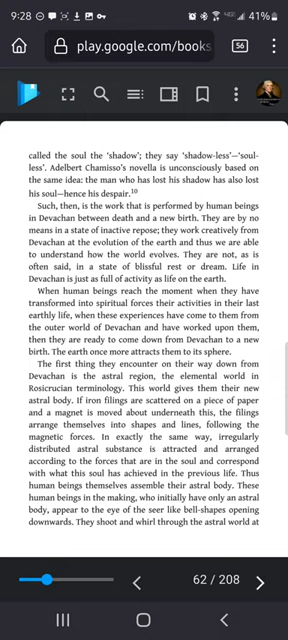 9:28
41%
play.google.com/books
56
called the soul the ‘shadow’; they say ‘shadow-less’—‘soul-
less’. Adelbert Chamisso’s novella is unconsciously based on
the same idea: the man who has lost his shadow has also lost
his soul—hence his despair.10
Such, then, is the work that is performed by human beings
in Devachan between death and a new birth. They are by no
means in a state of inactive repose; they work creatively from
Devachan at the evolution of the earth and thus we are able
to understand how the world evolves. They are not, as is
often said, in a state of blissful rest or dream. Life in
Devachan is just as full of activity as life on the earth.
When human beings reach the moment when they have
transformed into spiritual forces their activities in their last
earthly life, when these experiences have come to them from
the outer world of Devachan and have worked upon them,
then they are ready to come down from Devachan to a new
birth. The earth once more attracts them to its sphere.
The first thing they encounter on their way down from
Devachan is the astral region, the elemental world in
Rosicrucian terminology. This world gives them their new
astral body. If iron filings are scattered on a piece of paper
and a magnet is moved about underneath this, the filings
arrange themselves into shapes and lines, following the
magnetic forces. In exactly the same way, irregularly
distributed astral substance is attracted and arranged
according to the forces that are in the soul and correspond
with what this soul has achieved in the previous life. Thus
human beings themselves assemble their astral body. These
human beings in the making, who initially have only an astral
body, appear to the eye of the seer like bell-shapes opening
downwards. They shoot and whirl through the astral world at
62 / 208